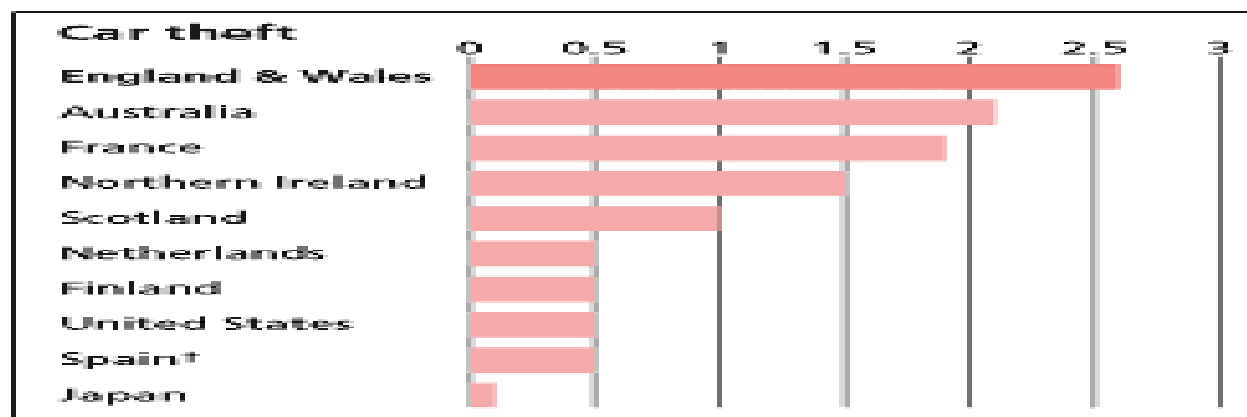 Car theft
0 0.5 1 1.5 2 2.5 3
England & Wales
Australia
France
Northern Ireland
Scotland
Netherlands
Finland
United States
Spain†
Japan